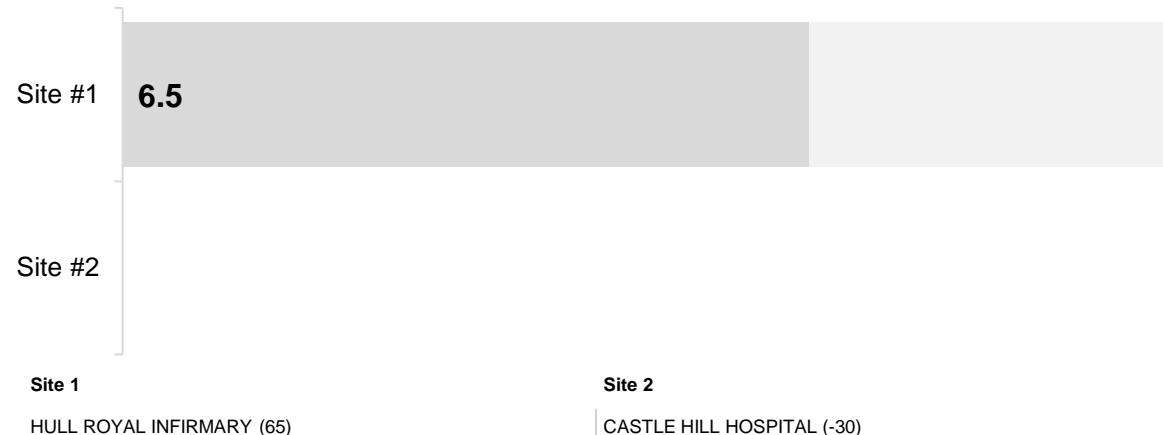 Site #1
6.5
Site #2
Site 1
Site 2
HULL ROYAL INFIRMARY (65)
CASTLE HILL HOSPITAL (-30)